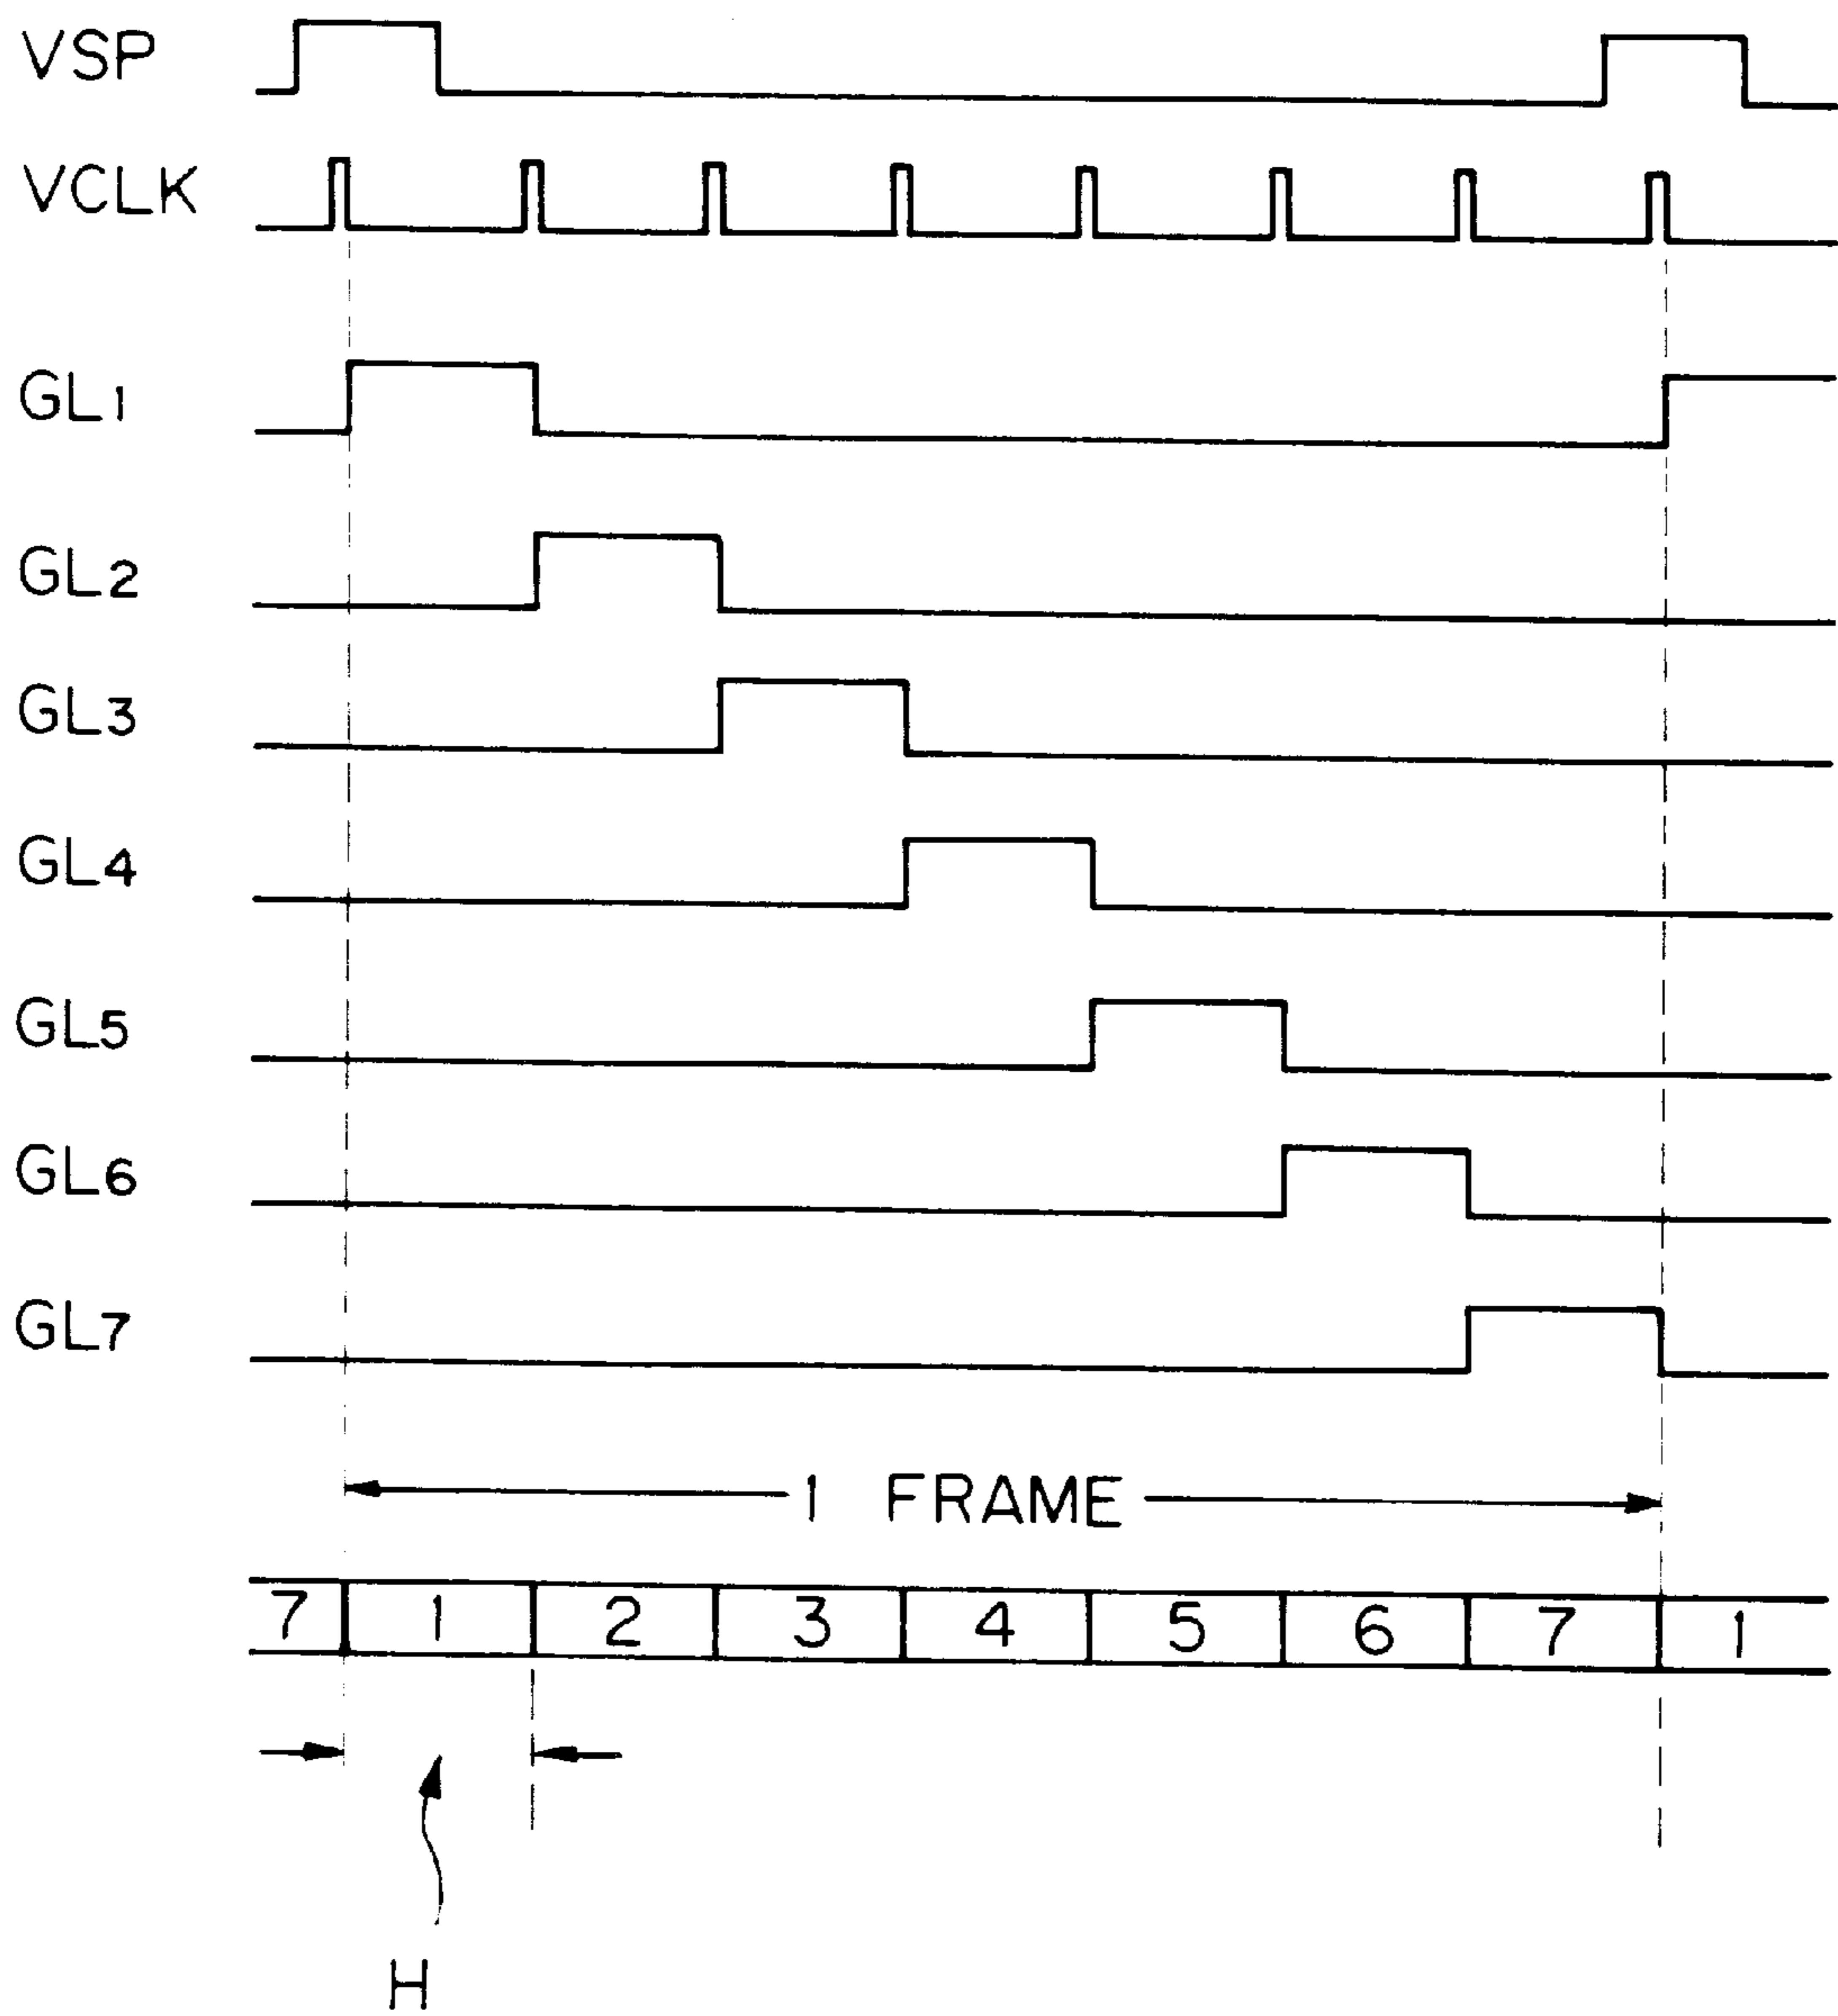 VSP
VCLK
GL1
GL2
GL3
GL4
GL5
GL6
GL7
1 FRAME
7 1 2 3 4 5 6 7 1
H